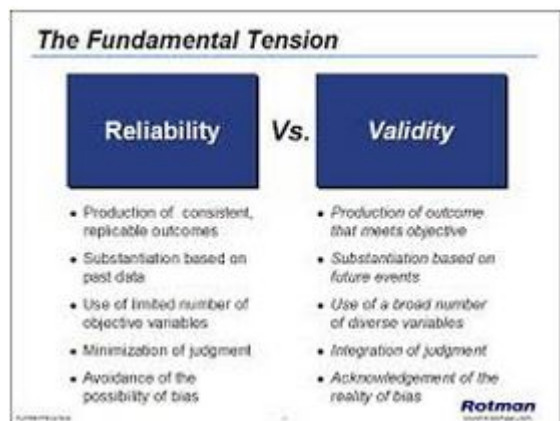 The Fundamental Tension
Reliability
Vs.
Validity
• Production of consistent,
replicable outcomes
• Substantiation based on
past data
• Use of limited number of
objective variables
• Minimization of judgment
• Avoidance of the
possibility of bias
• Production of outcome
that meets objective
• Substantiation based on
future events
• Use of a broad number
of diverse variables
• Integration of judgment
• Acknowledgement of the
reality of bias
Rotman